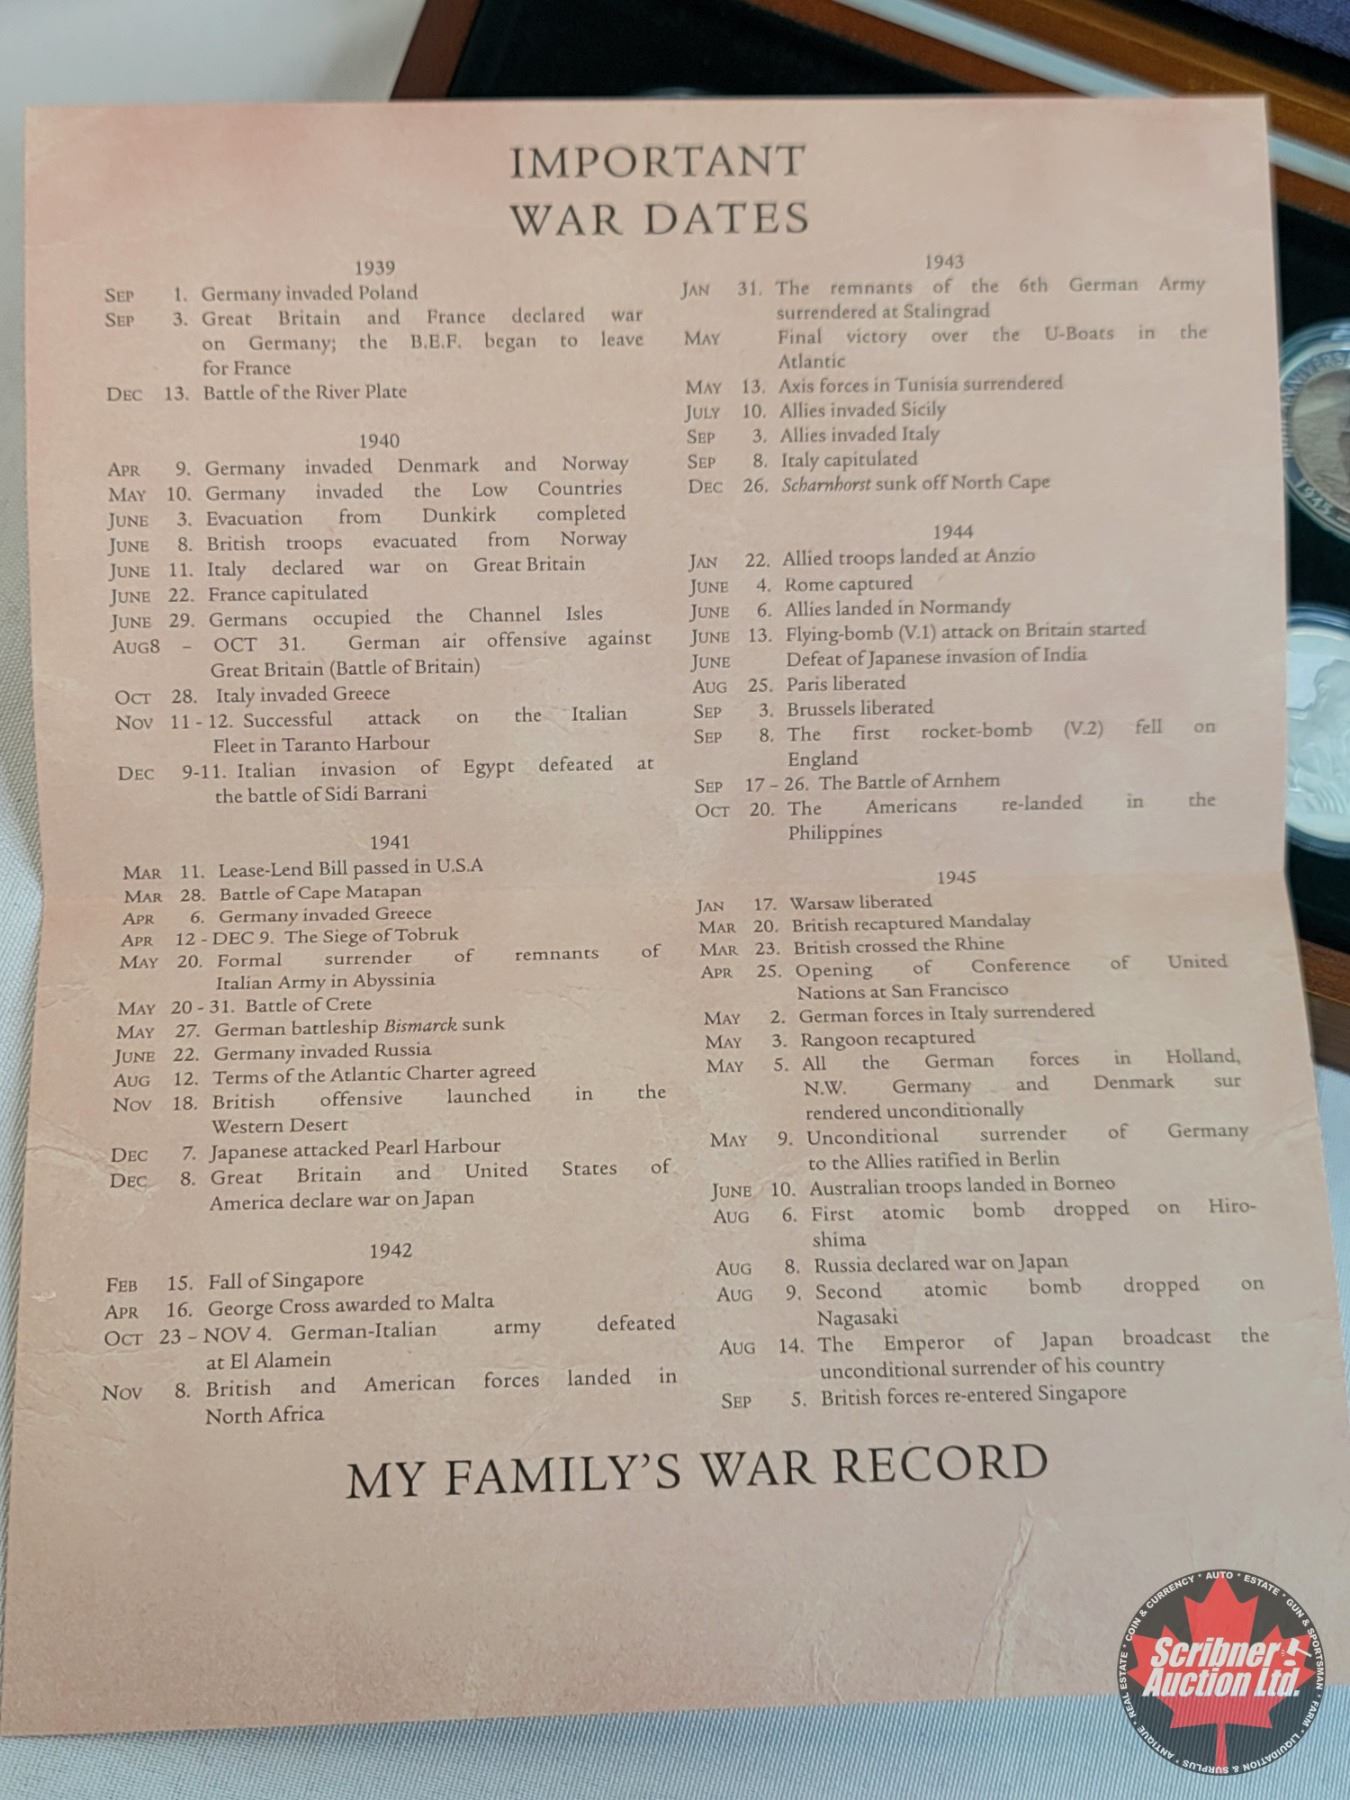 IMPORTANT
WAR DATES
1939
SEP 1. Germany invaded Poland
SEP 3. Great Britain and France declared war
on Germany; the B.E.F. began to leave
for France
DEC 13. Battle of the River Plate
1940
APR 9. Germany invaded Denmark and Norway
MAY 10. Germany invaded the Low Countries
JUNE 3. Evacuation from Dunkirk completed
JUNE 8. British troops evacuated from Norway
JUNE 11. Italy declared war on Great Britain
JUNE 22. France capitulated
JUNE 29. Germans occupied the Channel Isles
AUG8 – OCT 31. German air offensive against
Great Britain (Battle of Britain)
OCT 28. Italy invaded Greece
NOV 11 - 12. Successful attack on the Italian
Fleet in Taranto Harbour
DEC 9-11. Italian invasion of Egypt defeated at
the battle of Sidi Barrani
1941
MAR 11. Lease-Lend Bill passed in U.S.A
MAR 28. Battle of Cape Matapan
APR 6. Germany invaded Greece
APR 12 - DEC 9. The Siege of Tobruk
MAY 20. Formal surrender of remnants of
Italian Army in Abyssinia
MAY 20 - 31. Battle of Crete
MAY 27. German battleship Bismarck sunk
JUNE 22. Germany invaded Russia
AUG 12. Terms of the Atlantic Charter agreed
NOV 18. British offensive launched in the
Western Desert
DEC 7. Japanese attacked Pearl Harbour
DEC 8. Great Britain and United States of
America declare war on Japan
1942
FEB 15. Fall of Singapore
APR 16. George Cross awarded to Malta
OCT 23 – NOV 4. German-Italian army defeated
at El Alamein
NOV 8. British and American forces landed in
North Africa
1943
JAN 31. The remnants of the 6th German Army
surrendered at Stalingrad
MAY Final victory over the U-Boats in the
Atlantic
MAY 13. Axis forces in Tunisia surrendered
JULY 10. Allies invaded Sicily
SEP 3. Allies invaded Italy
SEP 8. Italy capitulated
DEC 26. Scharnhorst sunk off North Cape
1944
JAN 22. Allied troops landed at Anzio
JUNE 4. Rome captured
JUNE 6. Allies landed in Normandy
JUNE 13. Flying-bomb (V.1) attack on Britain started
JUNE Defeat of Japanese invasion of India
AUG 25. Paris liberated
SEP 3. Brussels liberated
SEP 8. The first rocket-bomb (V.2) fell on
England
SEP 17 – 26. The Battle of Arnhem
OCT 20. The Americans re-landed in the
Philippines
1945
JAN 17. Warsaw liberated
MAR 20. British recaptured Mandalay
MAR 23. British crossed the Rhine
APR 25. Opening of Conference of United
Nations at San Francisco
MAY 2. German forces in Italy surrendered
MAY 3. Rangoon recaptured
MAY 5. All the German forces in Holland,
N.W. Germany and Denmark sur
rendered unconditionally
MAY 9. Unconditional surrender of Germany
to the Allies ratified in Berlin
JUNE 10. Australian troops landed in Borneo
AUG 6. First atomic bomb dropped on Hiro-
shima
AUG 8. Russia declared war on Japan
AUG 9. Second atomic bomb dropped on
Nagasaki
AUG 14. The Emperor of Japan broadcast the
unconditional surrender of his country
SEP 5. British forces re-entered Singapore
MY FAMILY'S WAR RECORD
Scribner
Auction Ltd.
ANTIQUE • REAL ESTATE • COIN & CURRENCY • AUTO • ESTATE • GUN & SPORTSMAN • FARM • LIQUIDATION & SURPLUS
1945